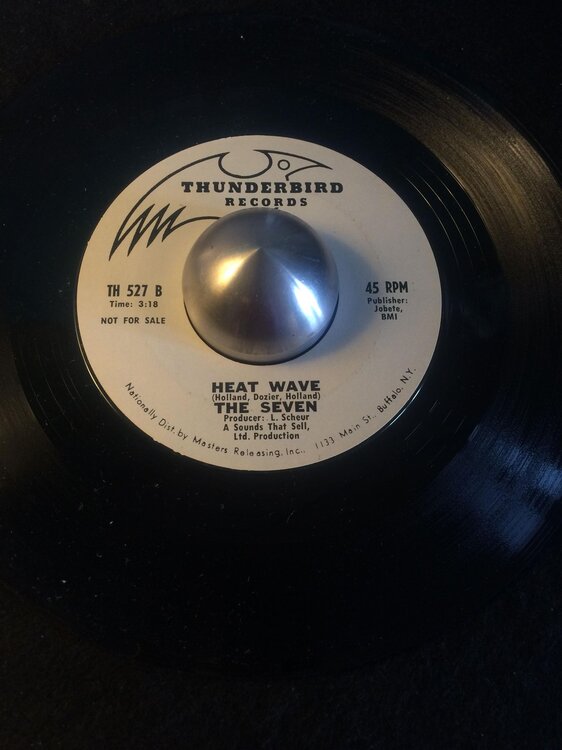 THUNDERBIRD
RECORDS
TH 527 B
Time: 3:18
NOT FOR SALE
45 RPM
Publisher:
Jobete,
BMI
HEAT WAVE
(Holland, Dozier, Holland)
THE SEVEN
Producer: L. Scheur
A Sounds That Sell,
Ltd. Production
Nationally Dist. by Masters Releasing, Inc., 1133 Main St., Buffalo, N.Y.